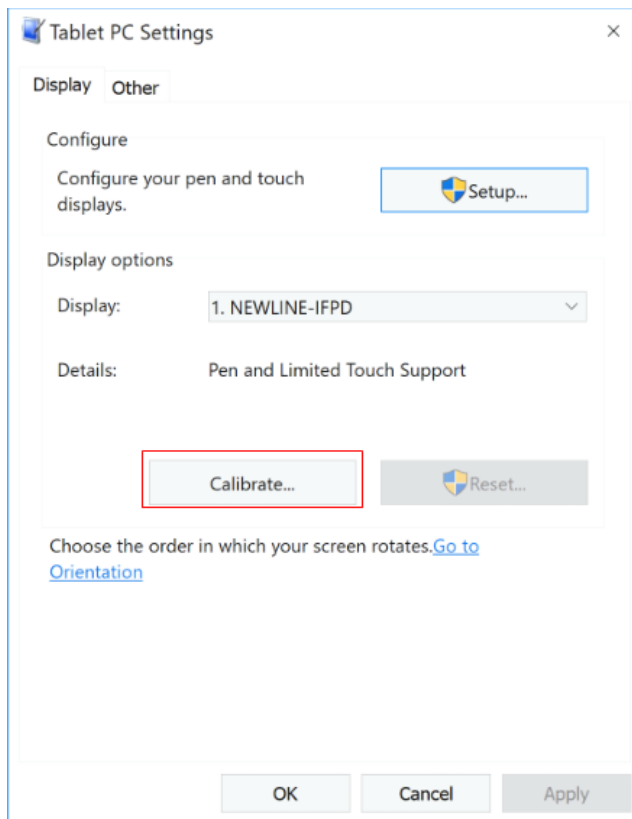 Tablet PC Settings
Display
Other
Configure
Configure your pen and touch
displays.
Setup...
Display options
Display:
1. NEWLINE-IFPD
Details:
Pen and Limited Touch Support
Calibrate...
Reset...
Choose the order in which your screen rotates.Go to
Orientation
OK
Cancel
Apply